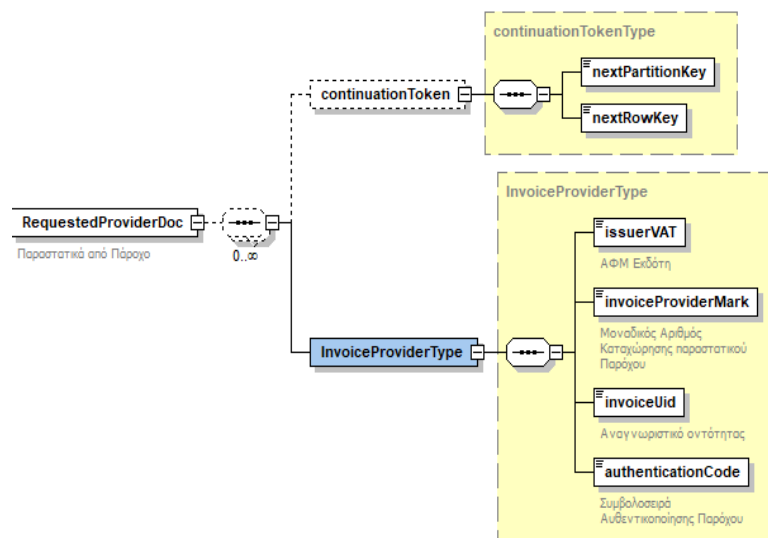 continuationTokenType
continuationToken
nextPartitionKey
nextRowKey
RequestedProviderDoc
Παραστατικά από Πάροχο
0..∞
InvoiceProviderType
InvoiceProviderType
issuerVAT
ΑΦΜ Εκδότη
invoiceProviderMark
Μοναδικός Αριθμός
Καταχώρησης παραστατικού
Παρόχου
invoiceUid
Αναγνωριστικό οντότητας
authenticationCode
Συμβολοσειρά
Αυθεντικοποίησης Παρόχου